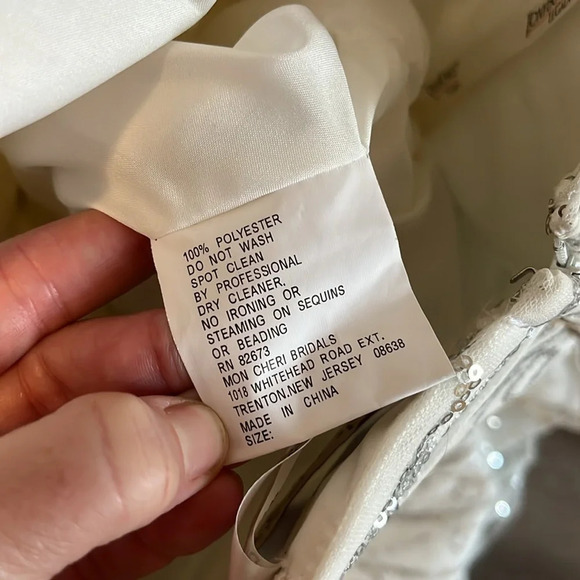 100% POLYESTER
DO NOT WASH
SPOT CLEAN
BY PROFESSIONAL
DRY CLEANER.
NO IRONING OR
STEAMING ON SEQUINS
OR BEADING
RN 82673
MON CHERI BRIDALS
1018 WHITEHEAD ROAD EXT.
TRENTON,NEW JERSEY 08638
MADE IN CHINA
SIZE: